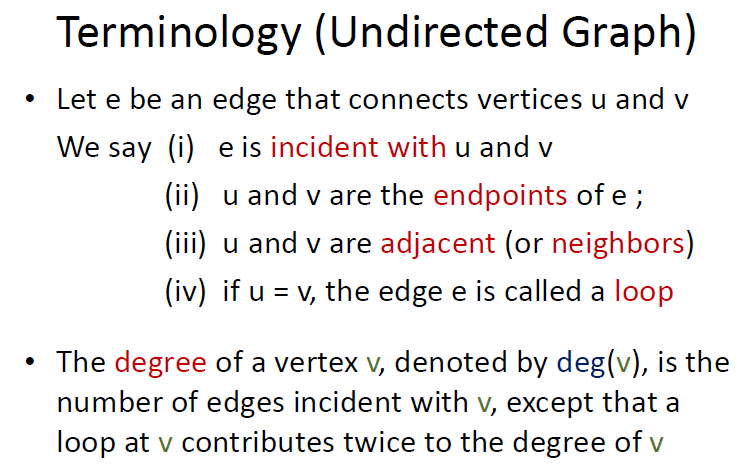 Terminology (Undirected Graph)
• Let e be an edge that connects vertices u and v
We say (i) e is incident with u and v
(ii) u and v are the endpoints of e ;
(iii) u and v are adjacent (or neighbors)
(iv) if u = v, the edge e is called a loop
• The degree of a vertex v, denoted by deg(v), is the
number of edges incident with v, except that a
loop at v contributes twice to the degree of v